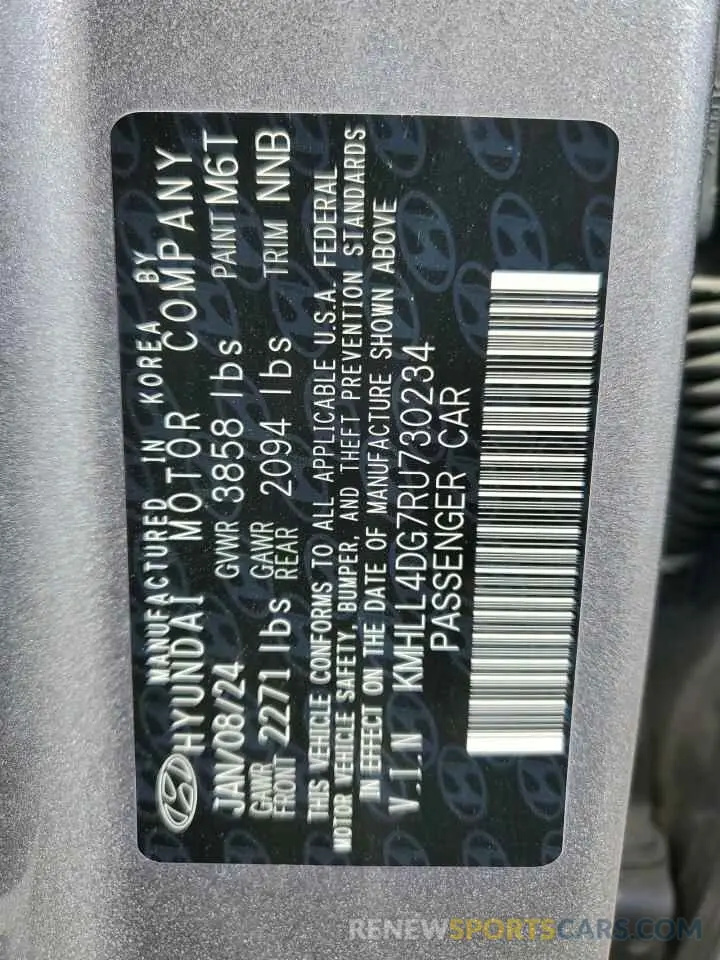 MANUFACTURED IN KOREA BY
HYUNDAI MOTOR COMPANY
JAN/08/24 GVWR 3858 lbs PAINT M6T
GAWR FRONT 2271 lbs GAWR REAR 2094 lbs TRIM NNB
THIS VEHICLE CONFORMS TO ALL APPLICABLE U.S.A. FEDERAL
MOTOR VEHICLE SAFETY, BUMPER, AND THEFT PREVENTION STANDARDS
IN EFFECT ON THE DATE OF MANUFACTURE SHOWN ABOVE
V.I.N KMHLL4DG7RU730234
PASSENGER CAR
RENEWSPORTSCARS.COM